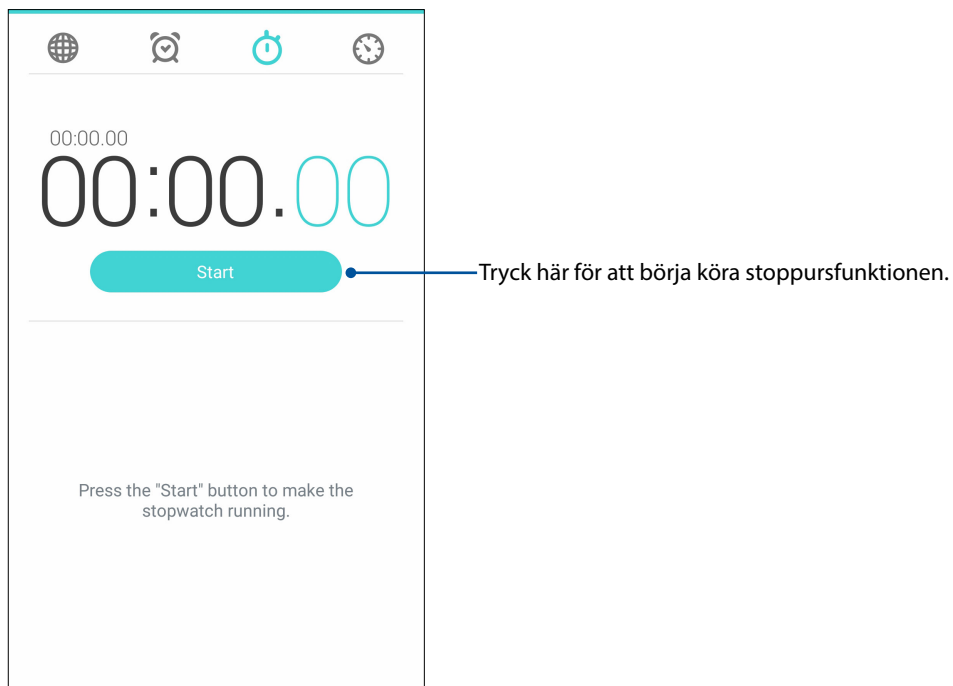 00:00.00
00:00.00
Start
Tryck här för att börja köra stoppursfunktionen.
Press the "Start" button to make the
stopwatch running.